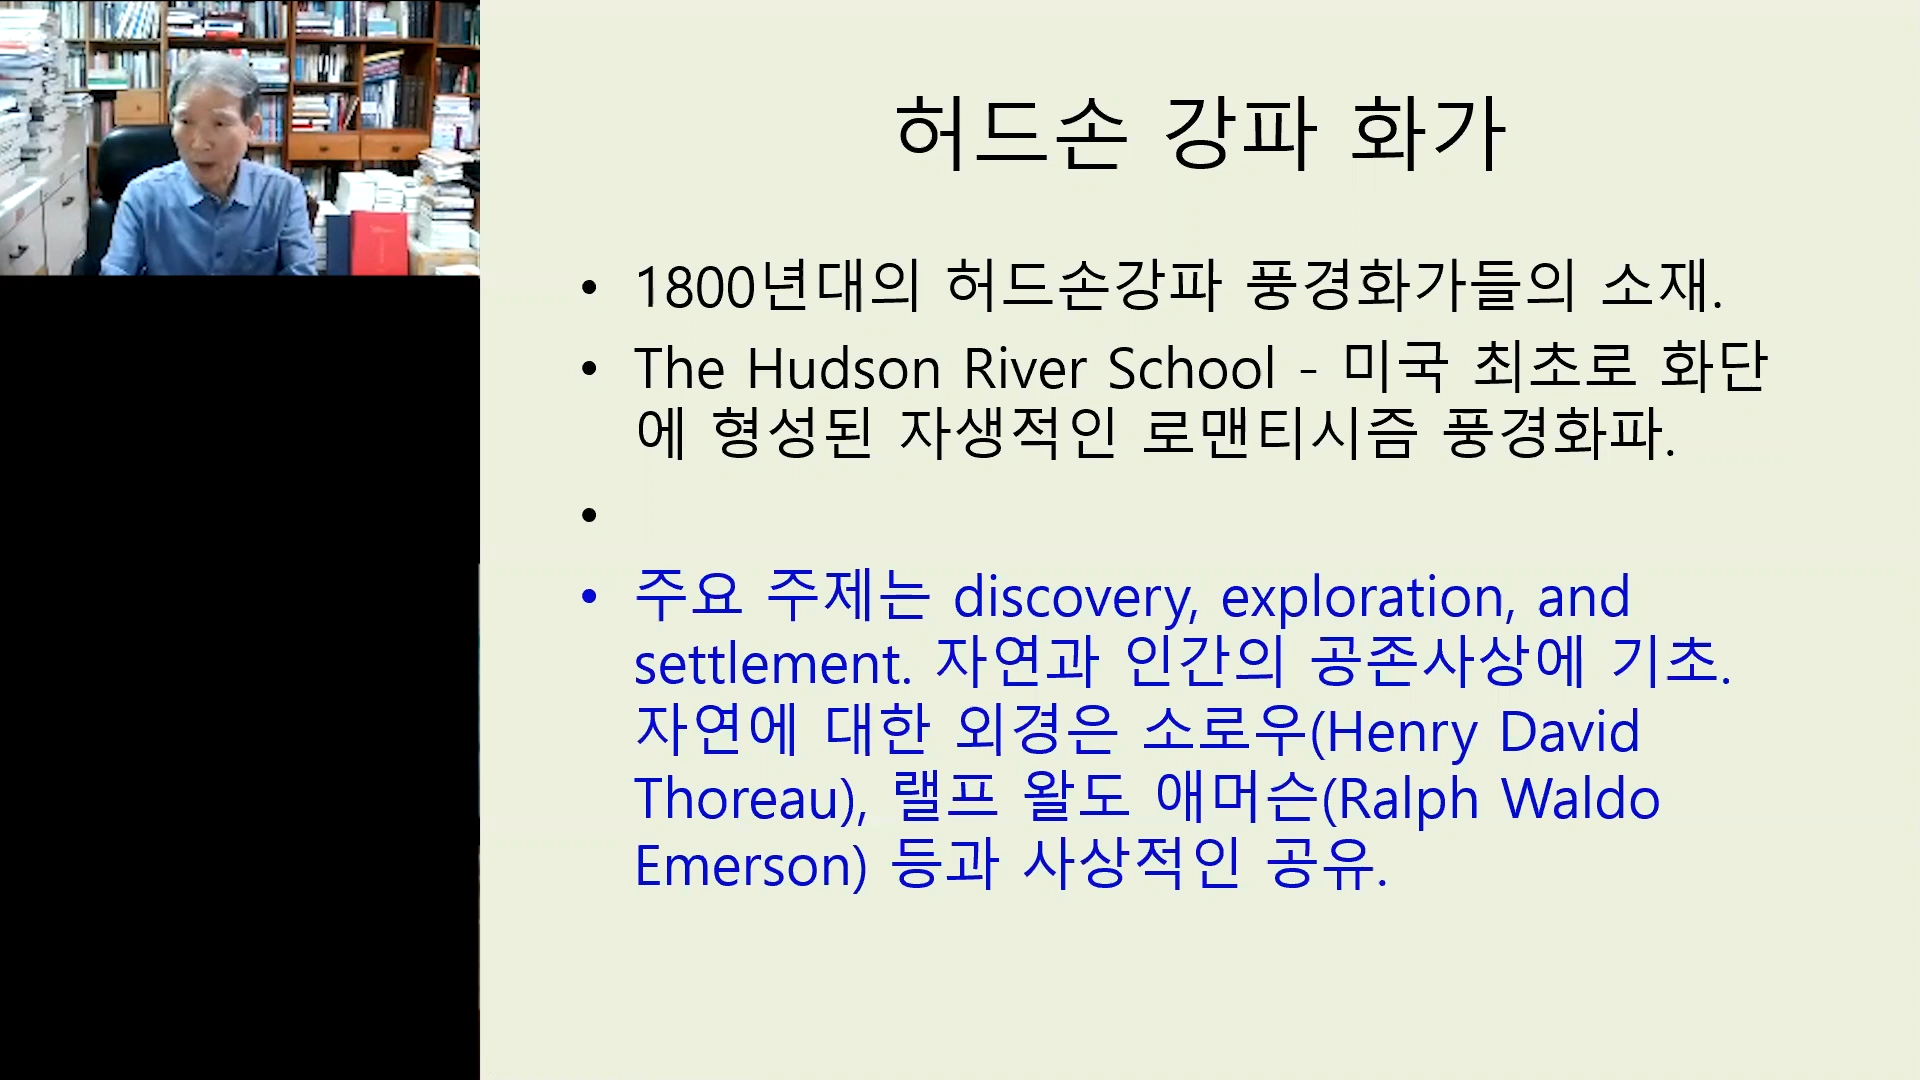 허드손 강파 화가
• 1800년대의 허드손강파 풍경화가들의 소재.
• The Hudson River School - 미국 최초로 화단
에 형성된 자생적인 로맨티시즘 풍경화파.
•
• 주요 주제는 discovery, exploration, and
settlement. 자연과 인간의 공존사상에 기초.
자연에 대한 외경은 소로우(Henry David
Thoreau), 랠프 왈도 애머슨(Ralph Waldo
Emerson) 등과 사상적인 공유.